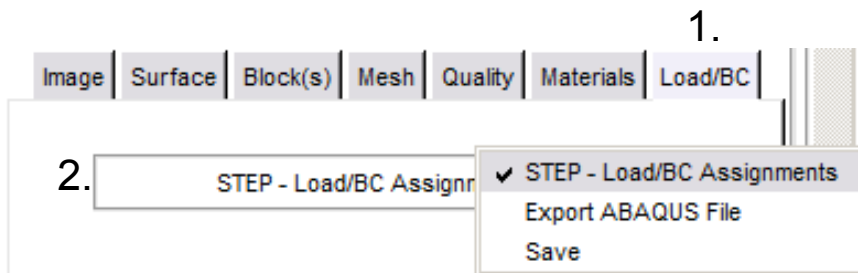 1.
Image Surface Block(s) Mesh Quality Materials Load/BC
2. STEP - Load/BC Assignm
✔ STEP - Load/BC Assignments
Export ABAQUS File
Save